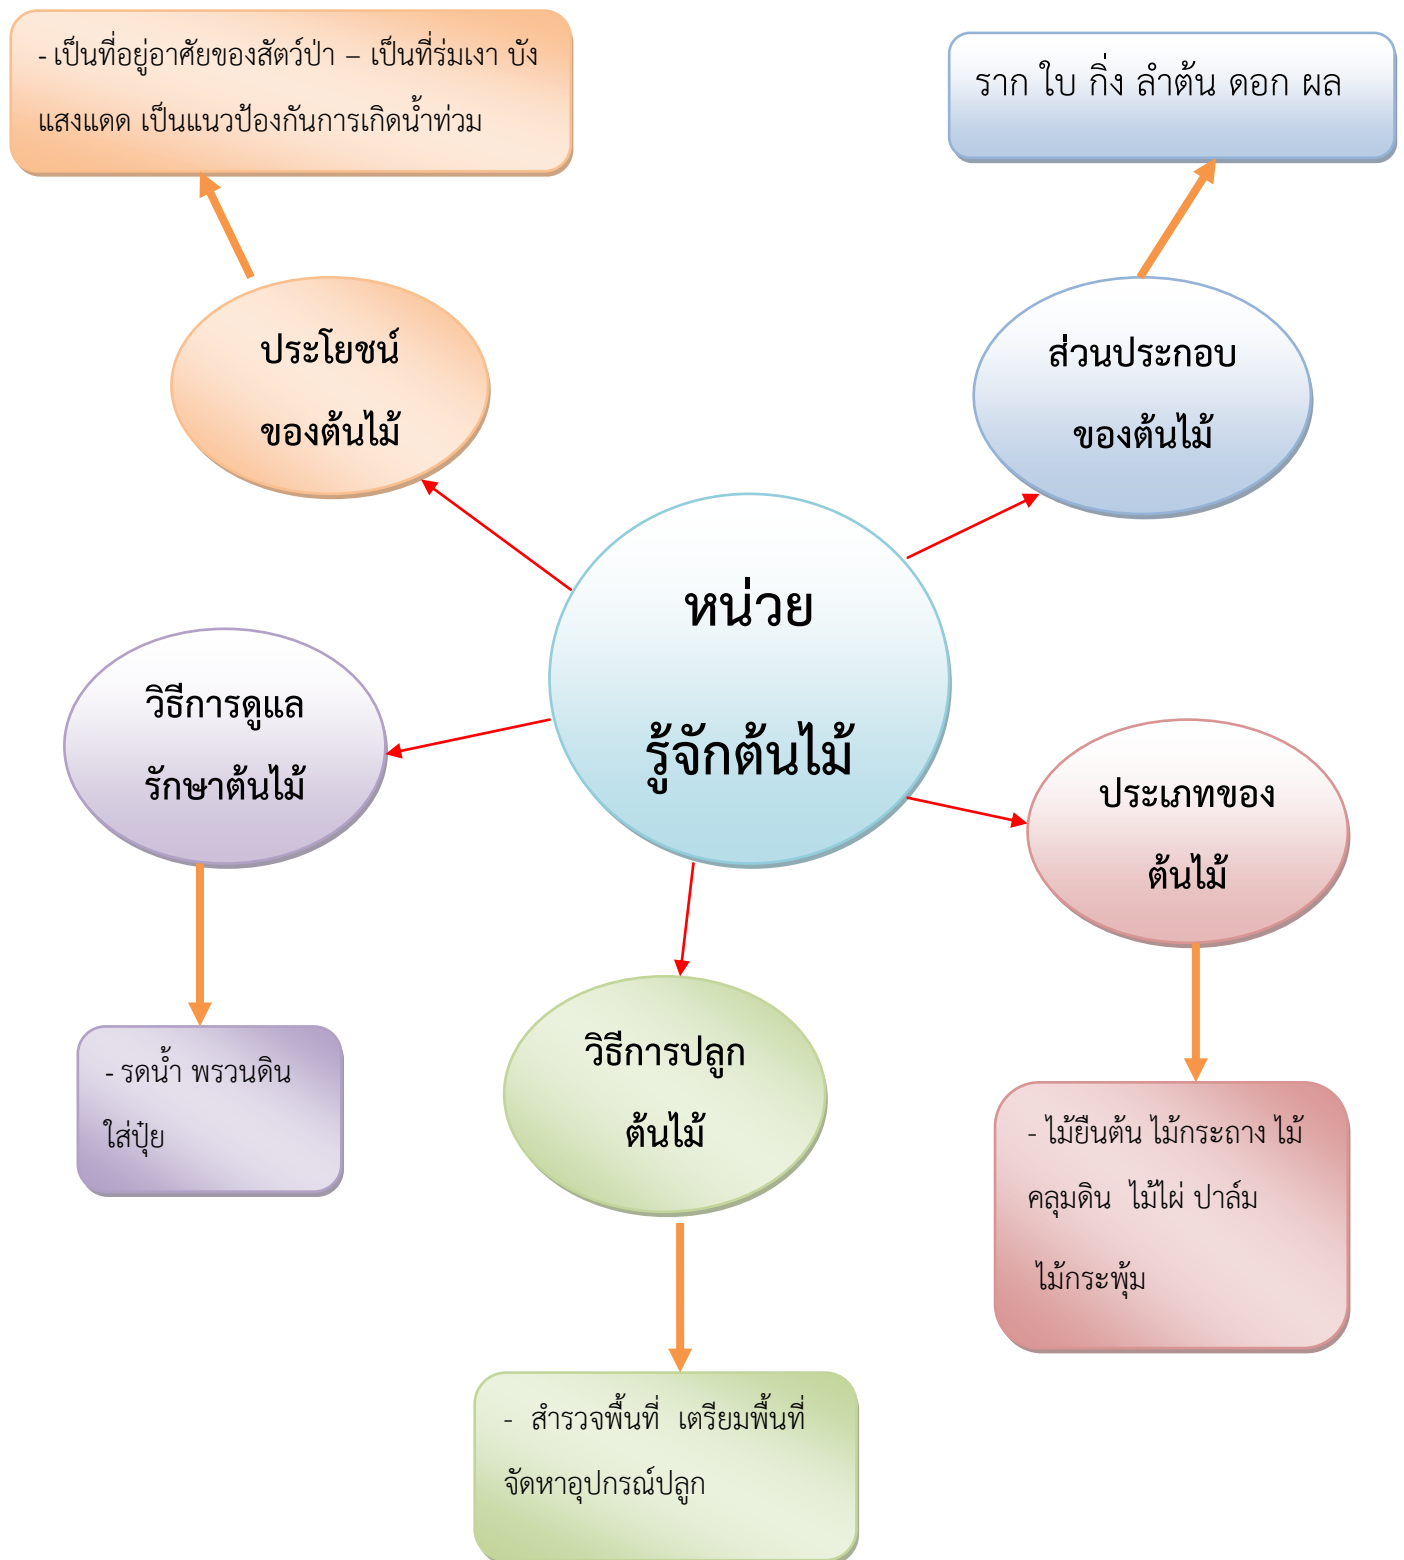 - เป็นที่อยู่อาศัยของสัตว์ป่า – เป็นที่ร่มเงา บัง
แสงแดด เป็นแนวป้องกันการเกิดน้ำท่วม
ราก ใบ กิ่ง ลำต้น ดอก ผล
ประโยชน์
ของต้นไม้
ส่วนประกอบ
ของต้นไม้
หน่วย
รู้จักต้นไม้
วิธีการดูแล
รักษาต้นไม้
ประเภทของ
ต้นไม้
- รดน้ำ พรวนดิน
ใส่ปุ๋ย
วิธีการปลูก
ต้นไม้
- ไม้ยืนต้น ไม้กระถาง ไม้
คลุมดิน ไม้ไผ่ ปาล์ม
ไม้กระพุ้ม
- สำรวจพื้นที่ เตรียมพื้นที่
จัดหาอุปกรณ์ปลูก